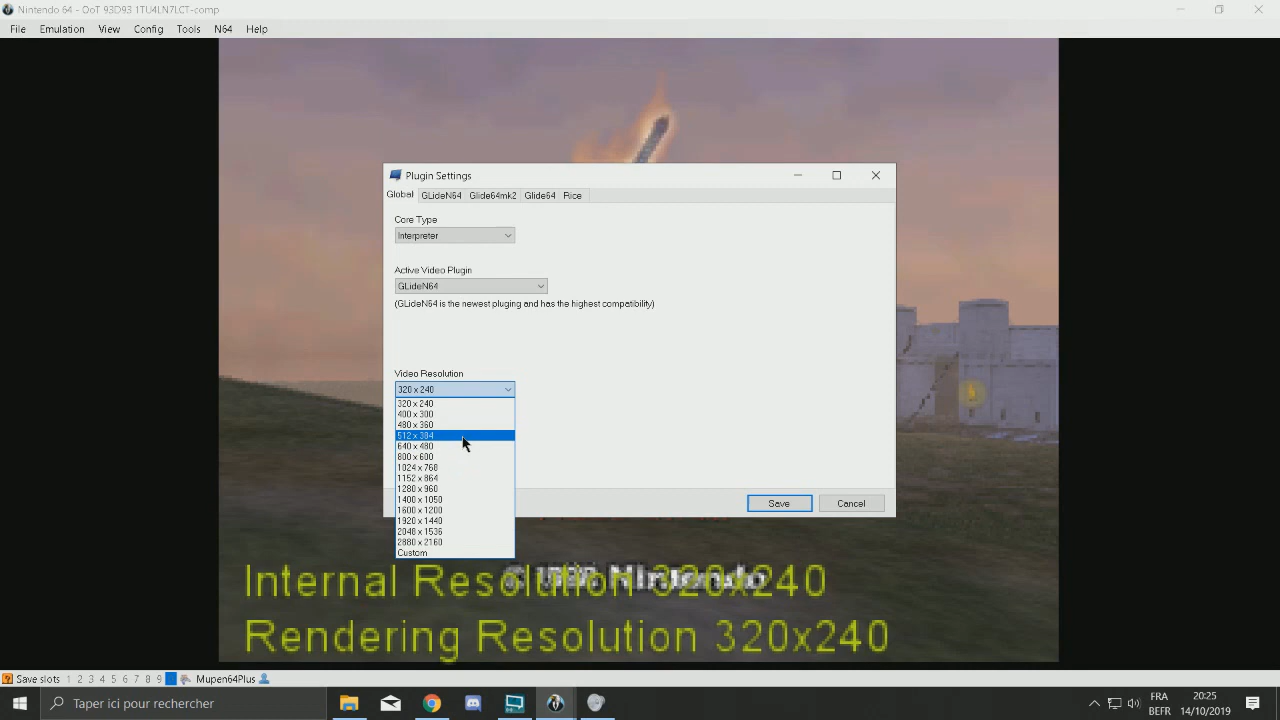 Nintendo 64 - OoT 93D93 1TU4LN7LCT-comp
File Emulation View Config Tools N64 Help
Plugin Settings
Global GLideN64 Glide64mk2 Glide64 Rice
Core Type
Interpreter
Active Video Plugin
GLideN64
(GLideN64 is the newest pluging and has the highest compatibility)
Video Resolution
320 x 240
320 x 240
400 x 300
480 x 360
512 x 384
640 x 480
800 x 600
1024 x 768
1152 x 864
1280 x 960
1400 x 1050
1600 x 1200
1920 x 1440
2048 x 1536
2880 x 2160
Custom
Save Cancel
Nintendo
Internal Resolution 320x240
Rendering Resolution 320x240
Save slots 1 2 3 4 5 6 7 8 9 Mupen64Plus
Taper ici pour rechercher
FRA 20:25
BEFR 14/10/2019